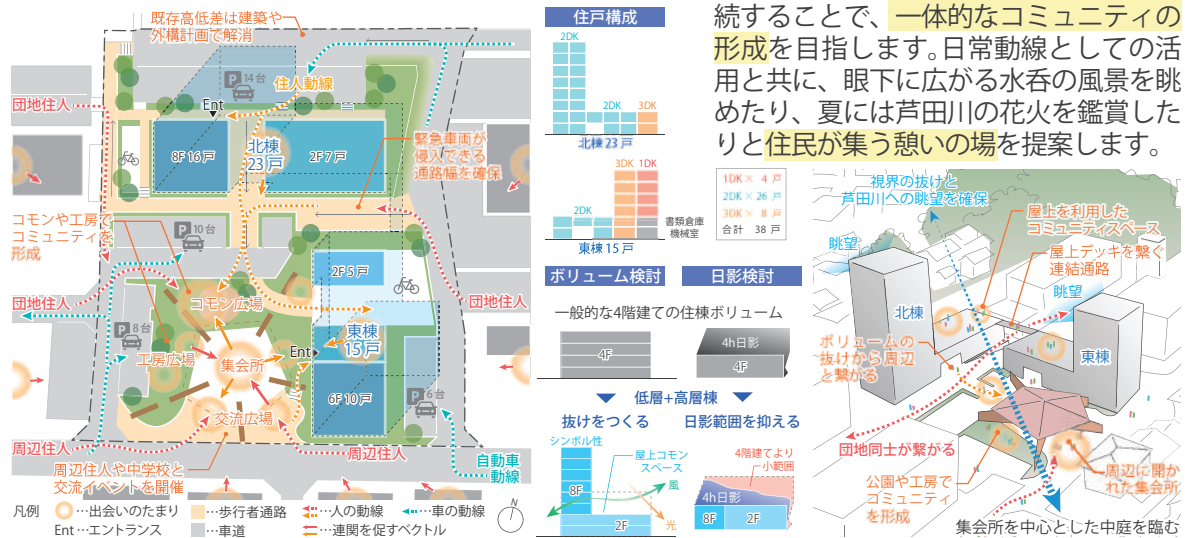 既存高低差は建築や
外構計画で解消
P14台
住人動線
団地住人
Ent
8F 16戸
北棟
23戸
2F 7戸
緊急車両が
侵入できる
通路幅を確保
コモンや工房で
コミュニティを
形成
P10台
2F 5戸
コモン広場
団地住人
団地住人
P8台
工房広場
集会所
Ent
東棟
15戸
交流広場
6F 10戸
P6台
周辺住人
周辺住人
自動車
動線
周辺住人や中学校と
交流イベントを開催
凡例
…出会いのたまり
…歩行者通路
…人の動線
…車の動線
Ent …エントランス
…車道
…連関を促すベクトル
N
住戸構成
2DK
2DK
3DK
北棟23戸
3DK 1DK
2DK
書類倉庫
機械室
東棟15戸
1DK × 4 戸
2DK × 26 戸
3DK × 8 戸
合計 38 戸
ボリューム検討
日影検討
一般的な4階建ての住棟ボリューム
4F
4h日影
4F
低層+高層棟
抜けをつくる
日影範囲を抑える
シンボル性
屋上コモン
スペース
風
8F
2F
光
4階建てより
小範囲
4h日影
8F
2F
続することで、一体的なコミュニティの
形成を目指します。日常動線としての活
用と共に、眼下に広がる水呑の風景を眺
めたり、夏には芦田川の花火を鑑賞した
りと住民が集う憩いの場を提案します。
視界の抜けと
芦田川への眺望を確保
屋上を利用した
コミュニティスペース
眺望
屋上デッキを繋ぐ
連結通路
眺望
北棟
東棟
ボリュームの
抜けから周辺
と繋がる
団地同士が繋がる
公園や工房で
コミュニティ
を形成
周辺に開か
れた集会所
集会所を中心とした中庭を臨む